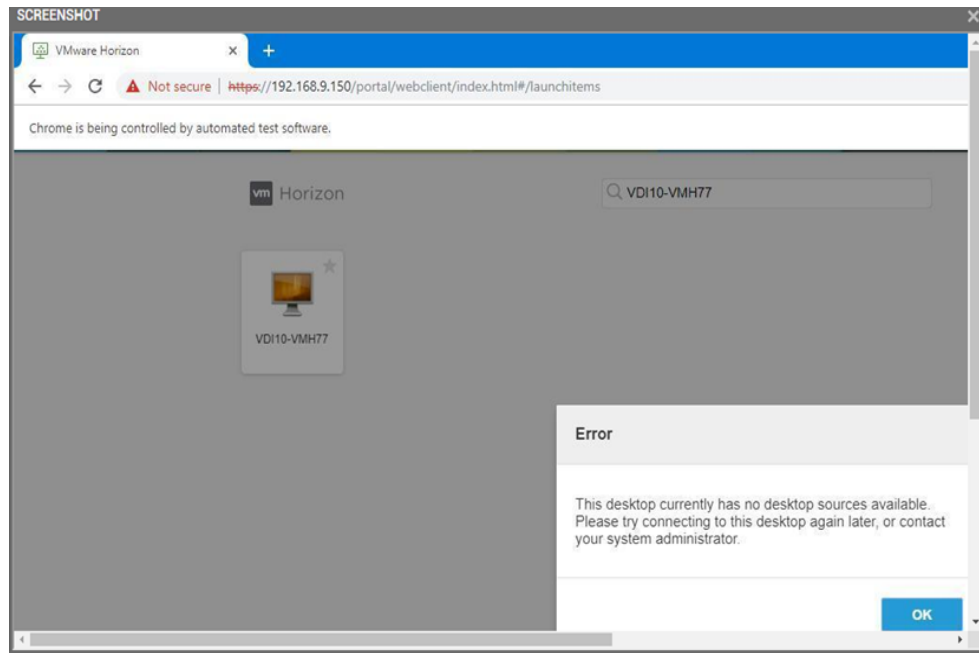 SCREENSHOT
VMware Horizon
Not secure | https://192.168.9.150/portal/webclient/index.html#/launchitems
Chrome is being controlled by automated test software.
vm Horizon
VDI10-VMH77
VDI10-VMH77
Error
This desktop currently has no desktop sources available.
Please try connecting to this desktop again later, or contact
your system administrator.
OK